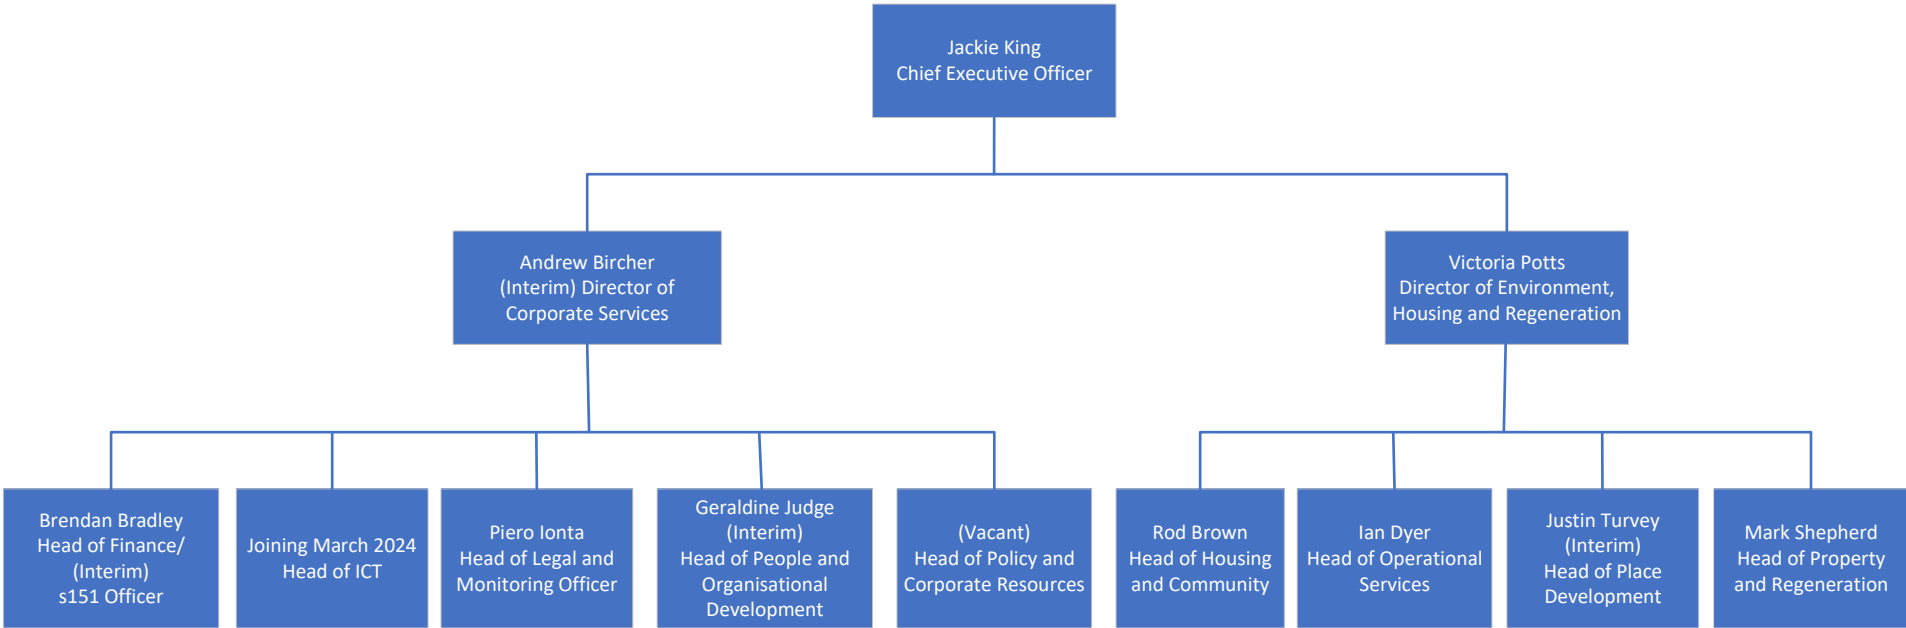 Jackie King
Chief Executive Officer
Andrew Bircher
(Interim) Director of
Corporate Services
Victoria Potts
Director of Environment,
Housing and Regeneration
Brendan Bradley
Head of Finance/
(Interim)
s151 Officer
Joining March 2024
Head of ICT
Piero Ionta
Head of Legal and
Monitoring Officer
Geraldine Judge
(Interim)
Head of People and
Organisational
Development
(Vacant)
Head of Policy and
Corporate Resources
Rod Brown
Head of Housing
and Community
Ian Dyer
Head of Operational
Services
Justin Turvey
(Interim)
Head of Place
Development
Mark Shepherd
Head of Property
and Regeneration